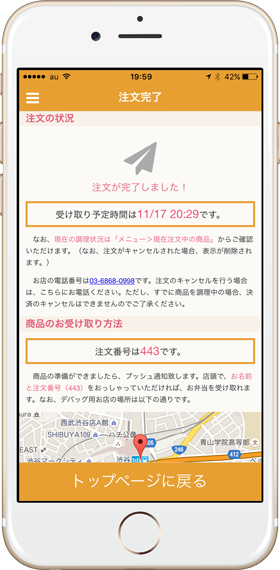 au 19:59 42%
注文完了
注文の状況
注文が完了しました！
受け取り予定時間は11/17 20:29です。
なお、現在の調理状況は「メニュー＞現在注文中の商品」からご確認
いただけます。（なお、注文がキャンセルされた場合、表示が削除され
ます。）
お店の電話番号は03-6868-0998です。注文のキャンセルを行う場合
は、こちらにお電話ください。ただし、すでに商品を調理中の場合、決
済のキャンセルはできませんのでご了承ください。
商品のお受け取り方法
注文番号は443です。
商品の準備ができましたら、プッシュ通知致します。店頭で、お名前
と注文番号（443）をおっしゃっていただければ、お弁当を受け取れま
す。なお、デバッグ用お店の場所は以下の通りです。
西武渋谷店A館
SHIBUYA109
ハチ公像
青山学院高等部
EAST
渋谷マークシティ
渋谷
246
412
トップページに戻る